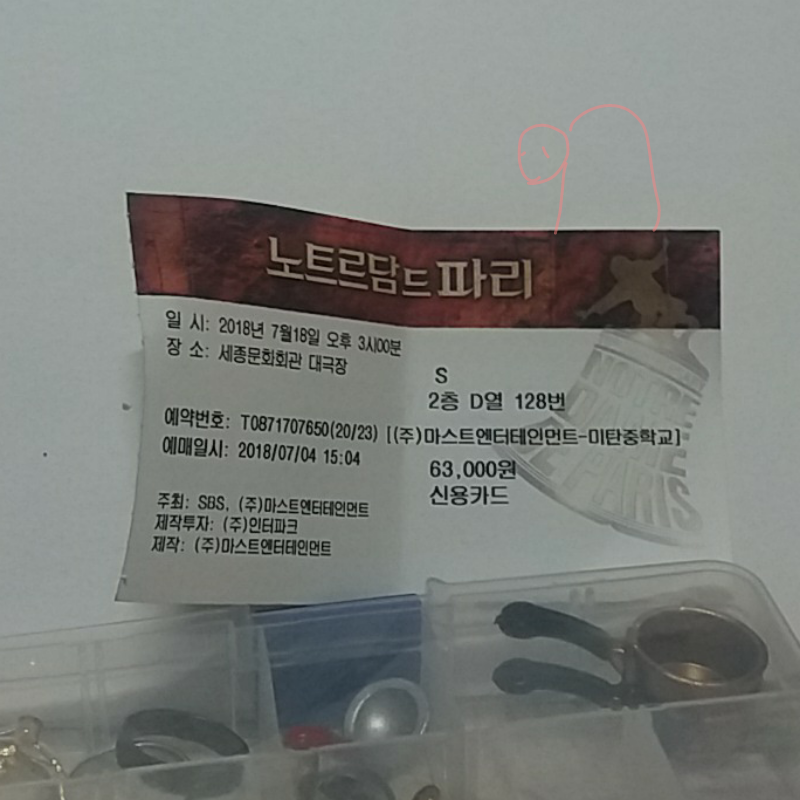 노트르담드 파리
일 시: 2018년 7월18일 오후 3시00분
장 소: 세종문화회관 대극장
S
2층 D열 128번
예약번호: T0871707650(20/23) [(주)마스트엔터테인먼트-미탄중학교]
예매일시: 2018/07/04 15:04
63,000원
신용카드
주최: SBS, (주)마스트엔터테인먼트
제작투자: (주)인터파크
제작: (주)마스트엔터테인먼트
NOTRE
DAME
DE PARIS